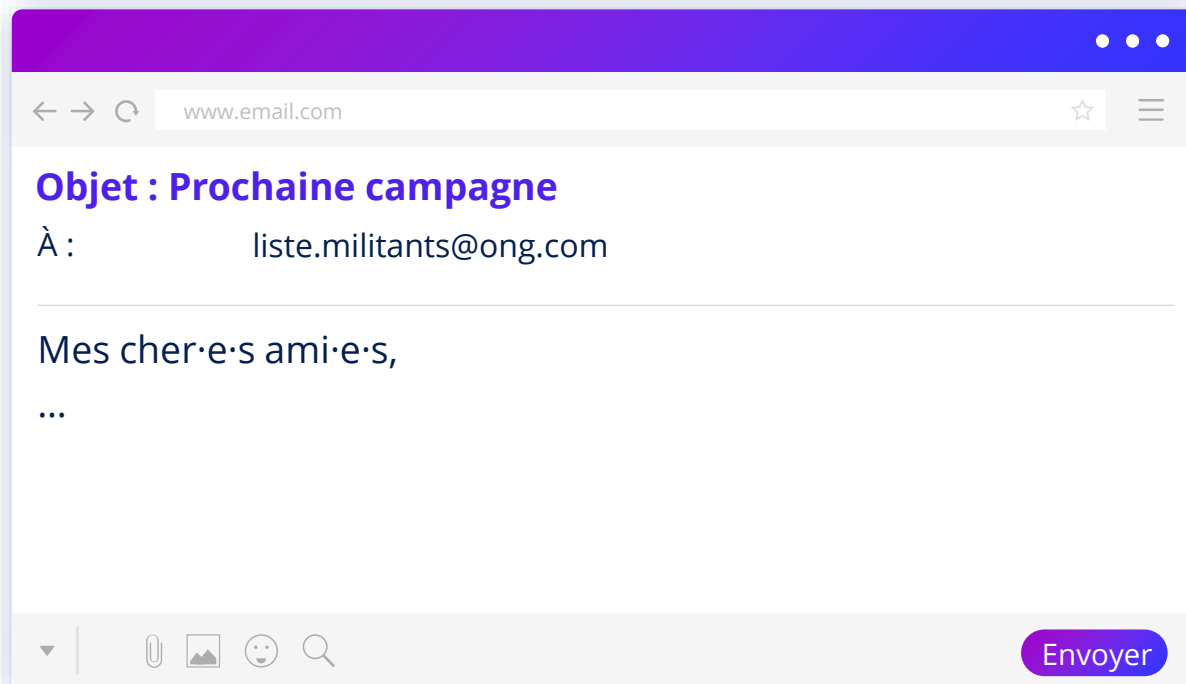 www.email.com
Objet : Prochaine campagne
À : liste.militants@ong.com
Mes cher·e·s ami·e·s,
...
Envoyer